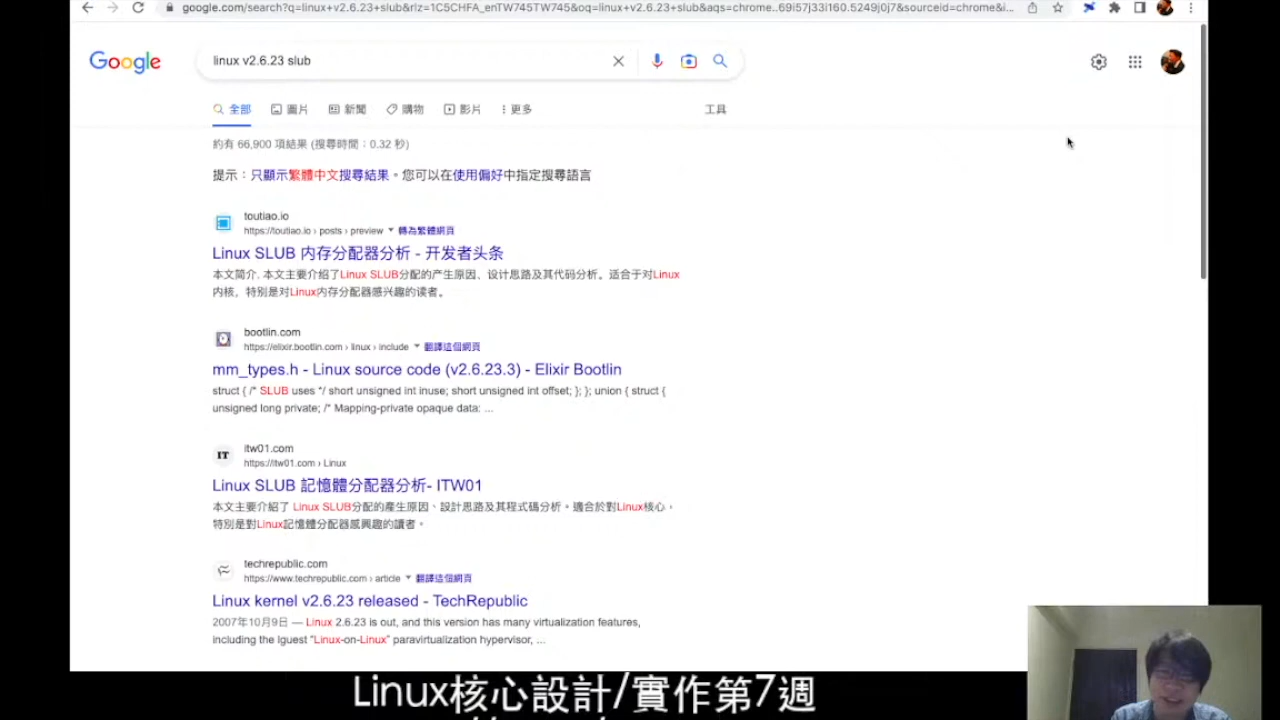 google.com/search?q=linux+v2.6.23+slub&rlz=1C5CHFA_enTW745TW745&oq=linux+v2.6.23+slub&aqs=chrome..69i57j33i160.5249j0j7&sourceid=chrome&i...
Google
linux v2.6.23 slub
全部 圖片 新聞 購物 影片 更多 工具
約有 66,900 項結果 (搜尋時間：0.32 秒)
提示：只顯示繁體中文搜尋結果。您可以在使用偏好中指定搜尋語言
toutiao.io
https://toutiao.io › posts › preview 轉為繁體網頁
Linux SLUB 内存分配器分析 - 开发者头条
本文简介. 本文主要介绍了Linux SLUB分配的产生原因、设计思路及其代码分析。适合于对Linux
内核，特别是对Linux内存分配器感兴趣的读者。
bootlin.com
https://elixir.bootlin.com › linux › include 翻譯這個網頁
mm_types.h - Linux source code (v2.6.23.3) - Elixir Bootlin
struct { /* SLUB uses */ short unsigned int inuse; short unsigned int offset; }; }; union { struct {
unsigned long private; /* Mapping-private opaque data: ...
IT
itw01.com
https://itw01.com › Linux
Linux SLUB 記憶體分配器分析- ITW01
本文主要介紹了 Linux SLUB分配的產生原因、設計思路及其程式碼分析。適合於對Linux核心，
特別是對Linux記憶體分配器感興趣的讀者。
techrepublic.com
https://www.techrepublic.com › article 翻譯這個網頁
Linux kernel v2.6.23 released - TechRepublic
2007年10月9日 — Linux 2.6.23 is out, and this version has many virtualization features,
including the lguest "Linux-on-Linux" paravirtualization hypervisor, ...
Linux核心設計/實作第7週